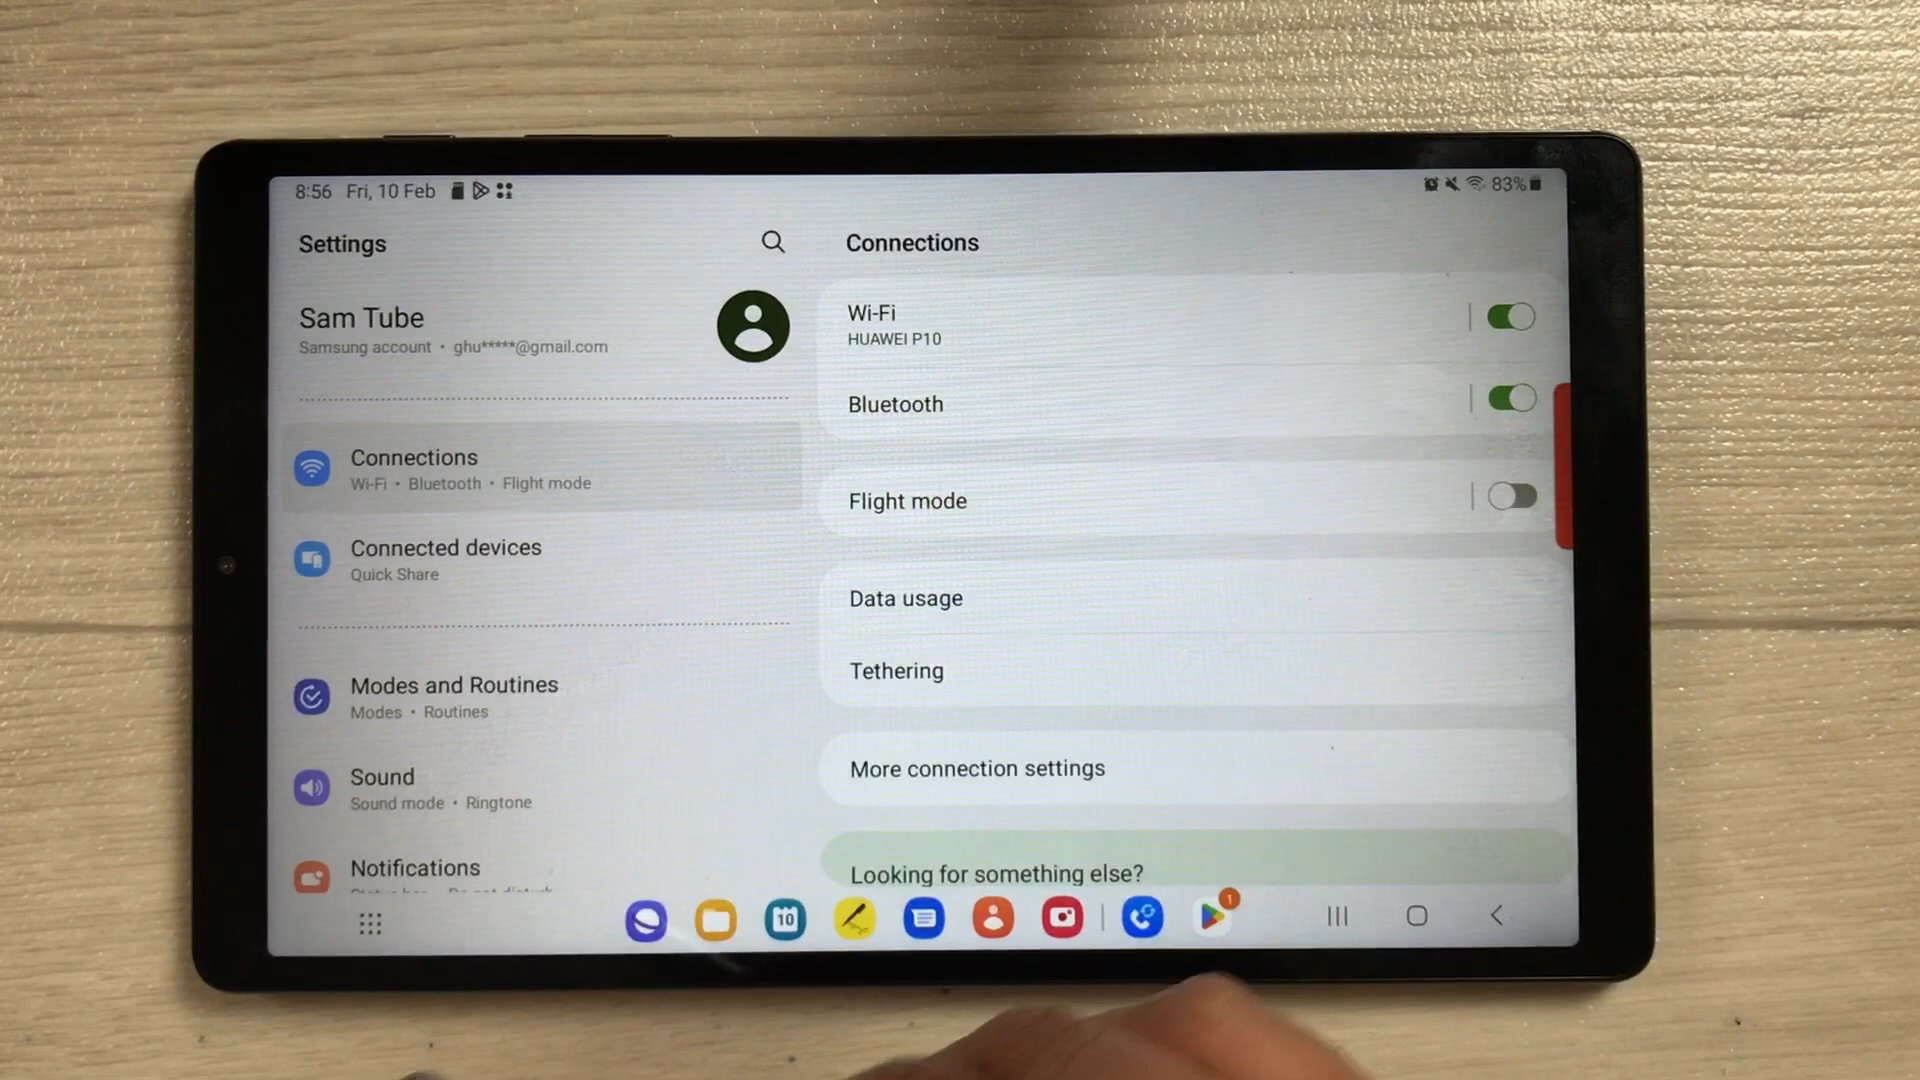 8:56 Fri, 10 Feb
83%
Settings
Sam Tube
Samsung account • ghu*****@gmail.com
Connections
Wi-Fi • Bluetooth • Flight mode
Connected devices
Quick Share
Modes and Routines
Modes • Routines
Sound
Sound mode • Ringtone
Notifications
Connections
Wi-Fi
HUAWEI P10
Bluetooth
Flight mode
Data usage
Tethering
More connection settings
Looking for something else?
10
1